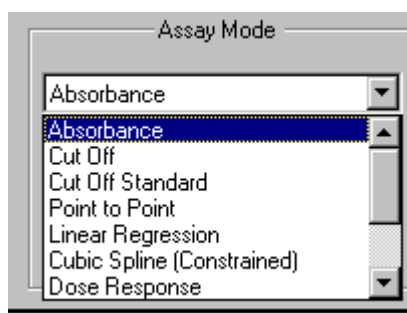 Assay Mode
Absorbance
Absorbance
Cut Off
Cut Off Standard
Point to Point
Linear Regression
Cubic Spline (Constrained)
Dose Response